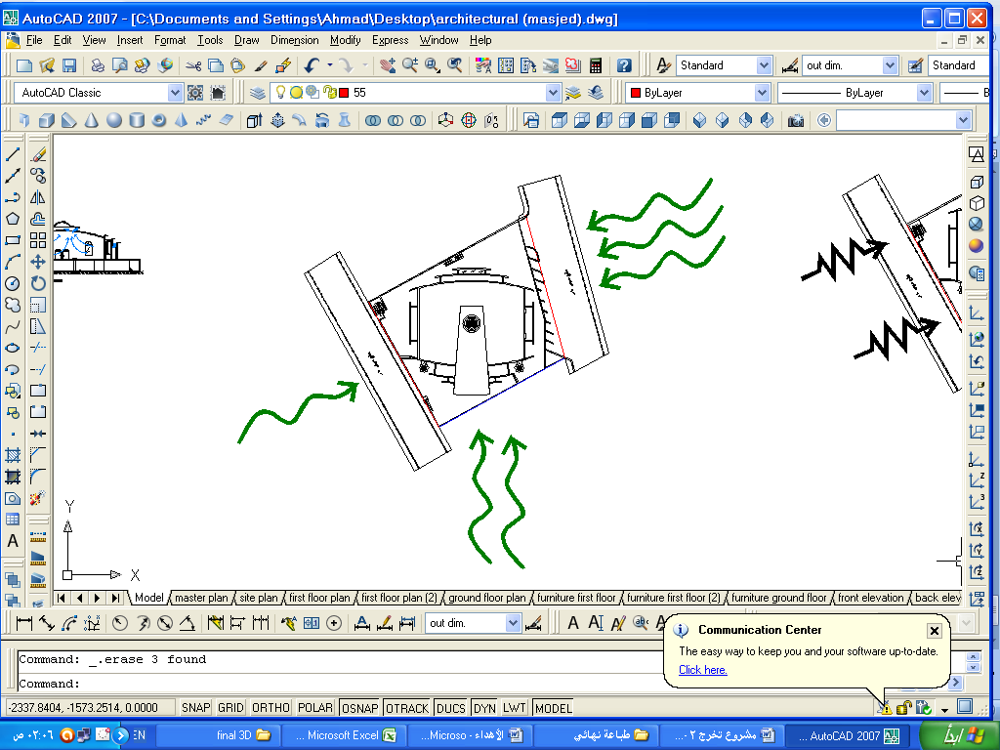 AutoCAD 2007 - [C:\Documents and Settings\Ahmad\Desktop\architectural (masjed).dwg]
File Edit View Insert Format Tools Draw Dimension Modify Express Window Help
Standard out dim. Standard
AutoCAD Classic 55 ByLayer ByLayer B
Y
X
Model master plan site plan first floor plan first floor plan (2) ground floor plan furniture first floor furniture first floor (2) furniture ground floor front elevation back elev
out dim.
Communication Center
The easy way to keep you and your software up-to-date.
Click here.
Command: _.erase 3 found
Command:
-2337.8404, -1573.2514, 0.0000 SNAP GRID ORTHO POLAR OSNAP OTRACK DUCS DYN LWT MODEL
٠٢:٠٦ ص EN final 3D Microsoft Excel ... الأهداء - Microso... طباعة نهائي مشروع تخرج ٢٠... AutoCAD 2007 ... ابدأ